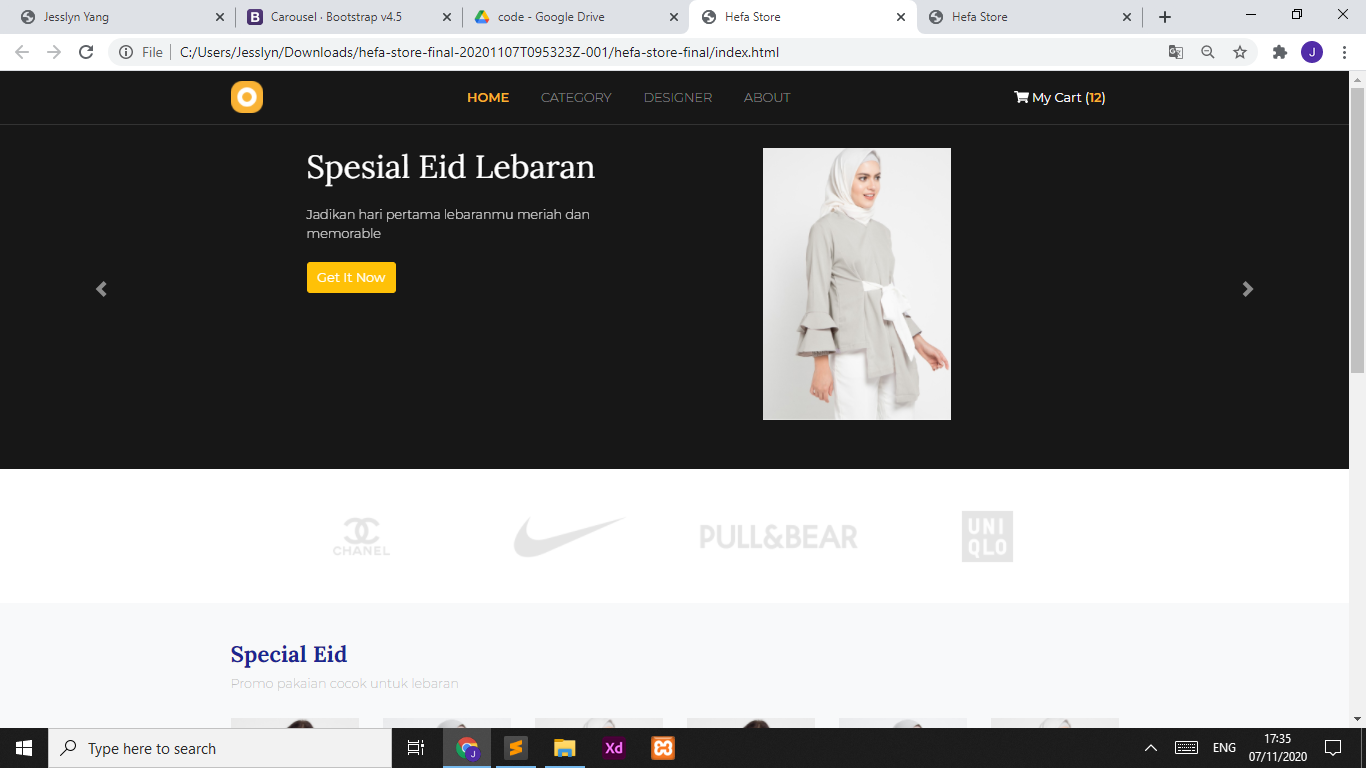 Jesslyn Yang
Carousel · Bootstrap v4.5
code - Google Drive
Hefa Store
Hefa Store
File
C:/Users/Jesslyn/Downloads/hefa-store-final-20201107T095323Z-001/hefa-store-final/index.html
J
HOME CATEGORY DESIGNER ABOUT
My Cart (12)
Spesial Eid Lebaran
Jadikan hari pertama lebaranmu meriah dan
memorable
Get It Now
CHANEL
PULL&BEAR
UNI
QLO
Special Eid
Promo pakaian cocok untuk lebaran
Type here to search
J
Xd
ENG
17:35
07/11/2020